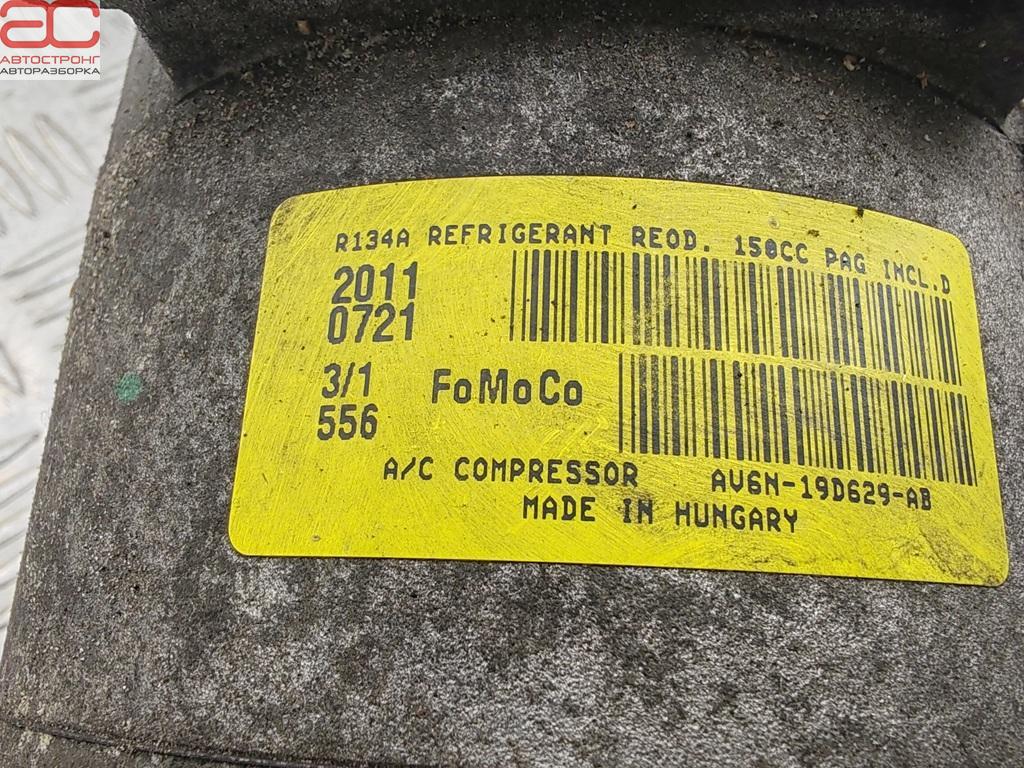 АС
АВТОСТРОНГ
АВТОРАЗБОРКА
R134A REFRIGERANT REQD. 150CC PAG INCL.D
2011
0721
3/1
FoMoCo
556
A/C COMPRESSOR AV6N-19D629-AB
MADE IN HUNGARY